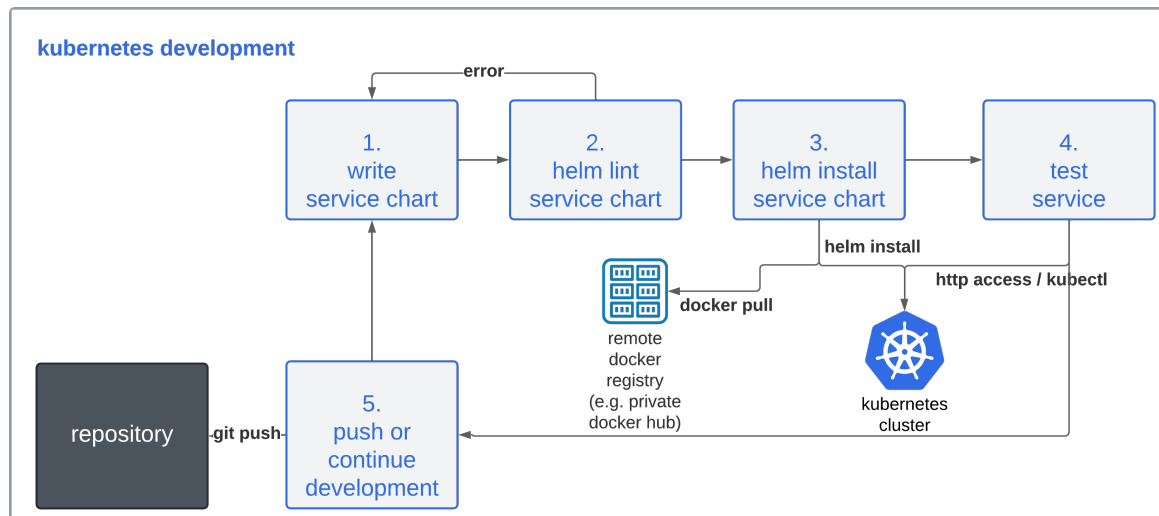 kubernetes development
error
1.
write
service chart
2.
helm lint
service chart
3.
helm install
service chart
4.
test
service
helm install
http access / kubectl
docker pull
remote
docker
registry
(e.g. private
docker hub)
kubernetes
cluster
repository
git push
5.
push or
continue
development